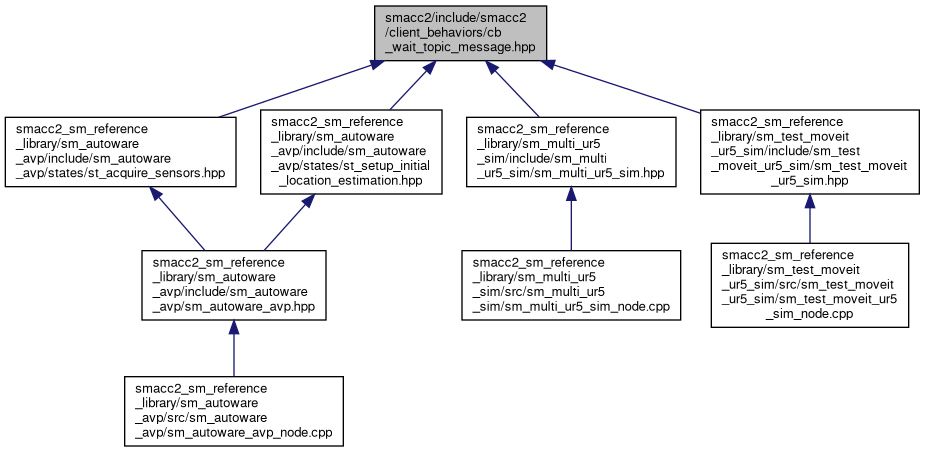 smacc2/include/smacc2
/client_behaviors/cb
_wait_topic_message.hpp
smacc2_sm_reference
_library/sm_autoware
_avp/include/sm_autoware
_avp/states/st_acquire_sensors.hpp
smacc2_sm_reference
_library/sm_autoware
_avp/include/sm_autoware
_avp/states/st_setup_initial
_location_estimation.hpp
smacc2_sm_reference
_library/sm_multi_ur5
_sim/include/sm_multi
_ur5_sim/sm_multi_ur5_sim.hpp
smacc2_sm_reference
_library/sm_test_moveit
_ur5_sim/include/sm_test
_moveit_ur5_sim/sm_test_moveit
_ur5_sim.hpp
smacc2_sm_reference
_library/sm_autoware
_avp/include/sm_autoware
_avp/sm_autoware_avp.hpp
smacc2_sm_reference
_library/sm_multi_ur5
_sim/src/sm_multi_ur5
_sim/sm_multi_ur5_sim_node.cpp
smacc2_sm_reference
_library/sm_test_moveit
_ur5_sim/src/sm_test_moveit
_ur5_sim/sm_test_moveit_ur5
_sim_node.cpp
smacc2_sm_reference
_library/sm_autoware
_avp/src/sm_autoware
_avp/sm_autoware_avp_node.cpp